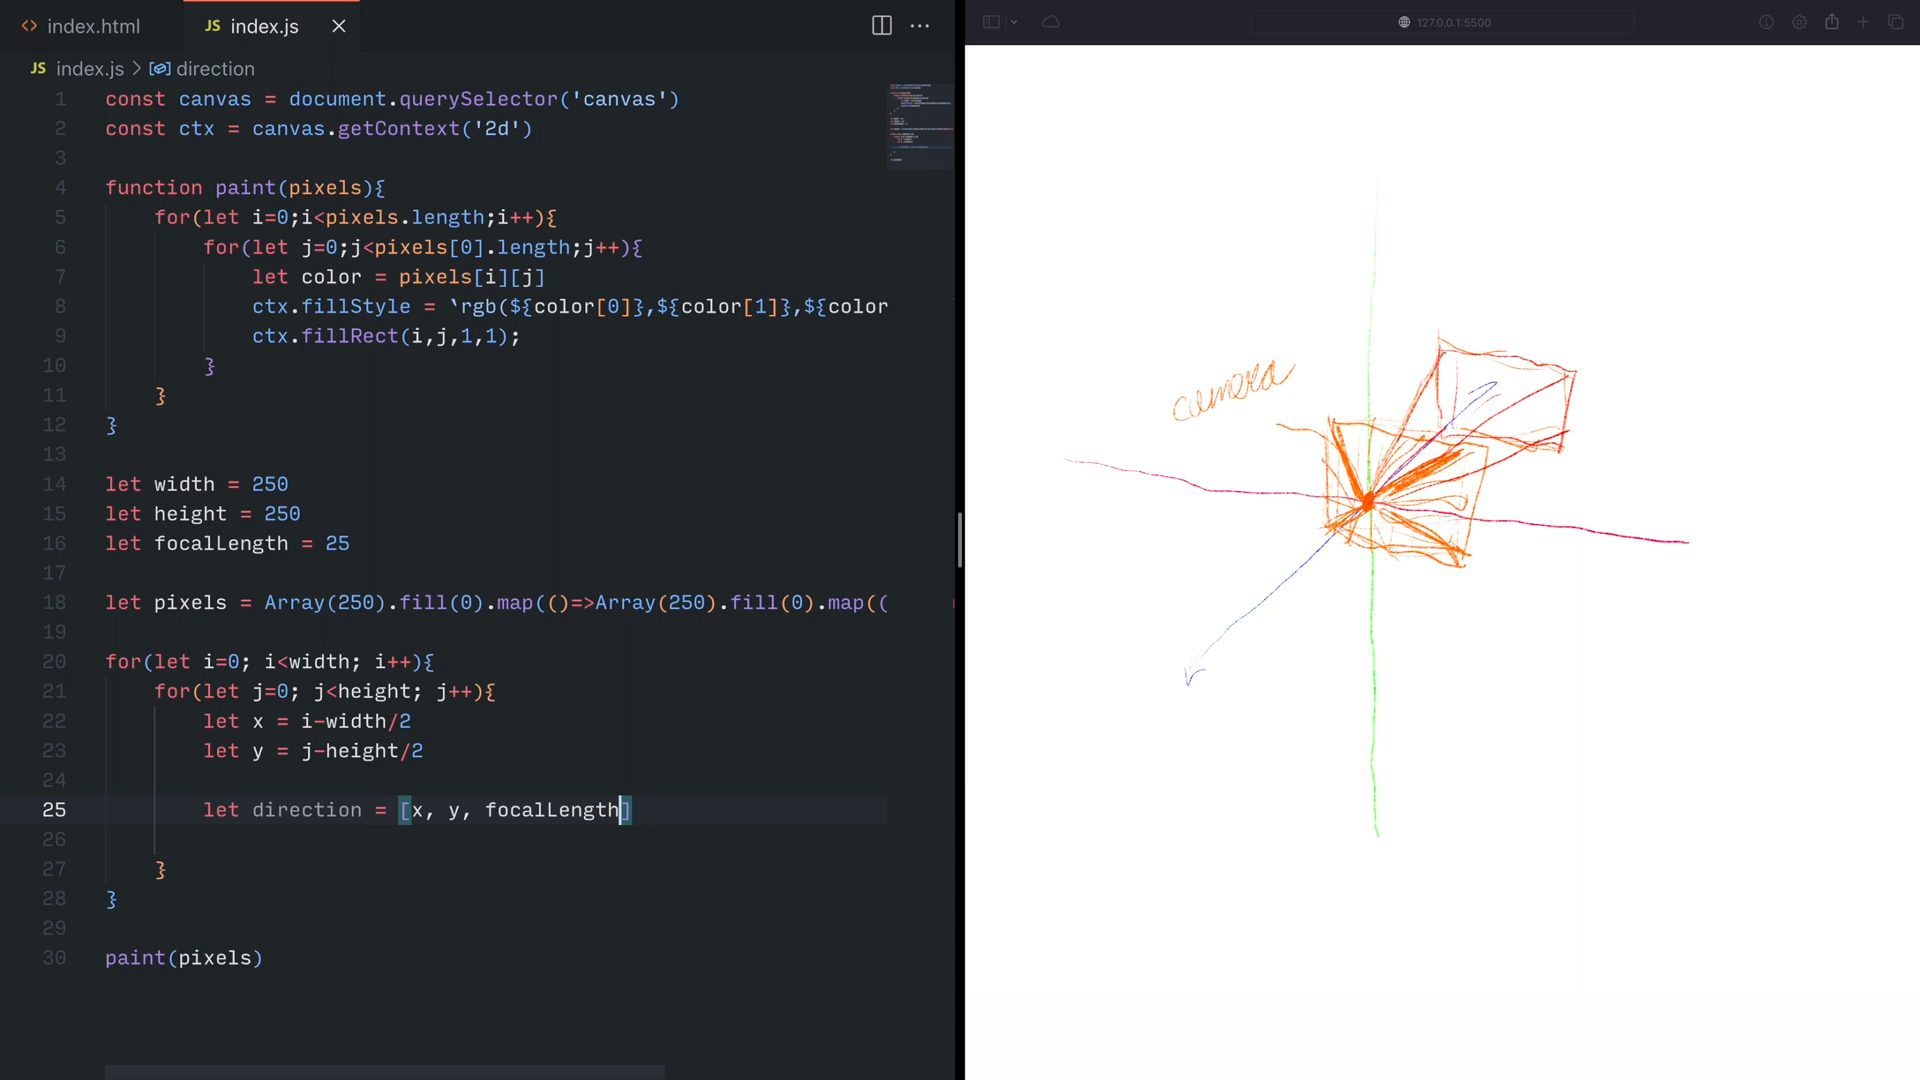 index.html
JS index.js
127.0.0.1:5500
JS index.js > direction
1 const canvas = document.querySelector('canvas')
2 const ctx = canvas.getContext('2d')
3
4 function paint(pixels){
5 for(let i=0;i<pixels.length;i++){
6 for(let j=0;j<pixels[0].length;j++){
7 let color = pixels[i][j]
8 ctx.fillStyle = `rgb(${color[0]},${color[1]},${color
9 ctx.fillRect(i,j,1,1);
10 }
11 }
12 }
13
14 let width = 250
15 let height = 250
16 let focalLength = 25
17
18 let pixels = Array(250).fill(0).map(()=>Array(250).fill(0).map((
19
20 for(let i=0; i<width; i++){
21 for(let j=0; j<height; j++){
22 let x = i-width/2
23 let y = j-height/2
24
25 let direction = [x, y, focalLength]
26
27 }
28 }
29
30 paint(pixels)
camera